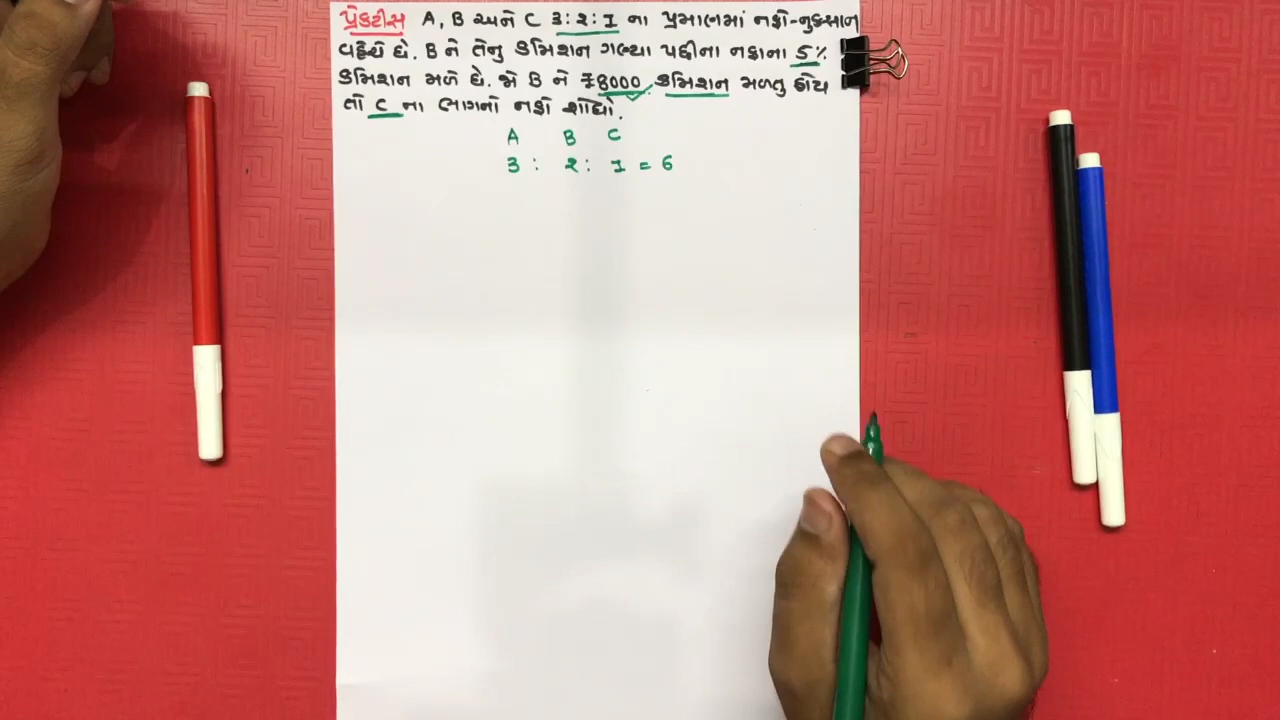 પ્રેક્ટીસ A, B અને C 3:2:1 ના પ્રમાણમાં નફો-નુકસાન
વહેંચે છે. B ને તેનુ કમિશન ગણ્યા પછીના નફાના 5%
કમિશન મળે છે. જો B ને ₹8000 કમિશન મળતુ હોય
તો C ના ભાગનો નફો શોધો.
A B C
3 : 2 : 1 = 6